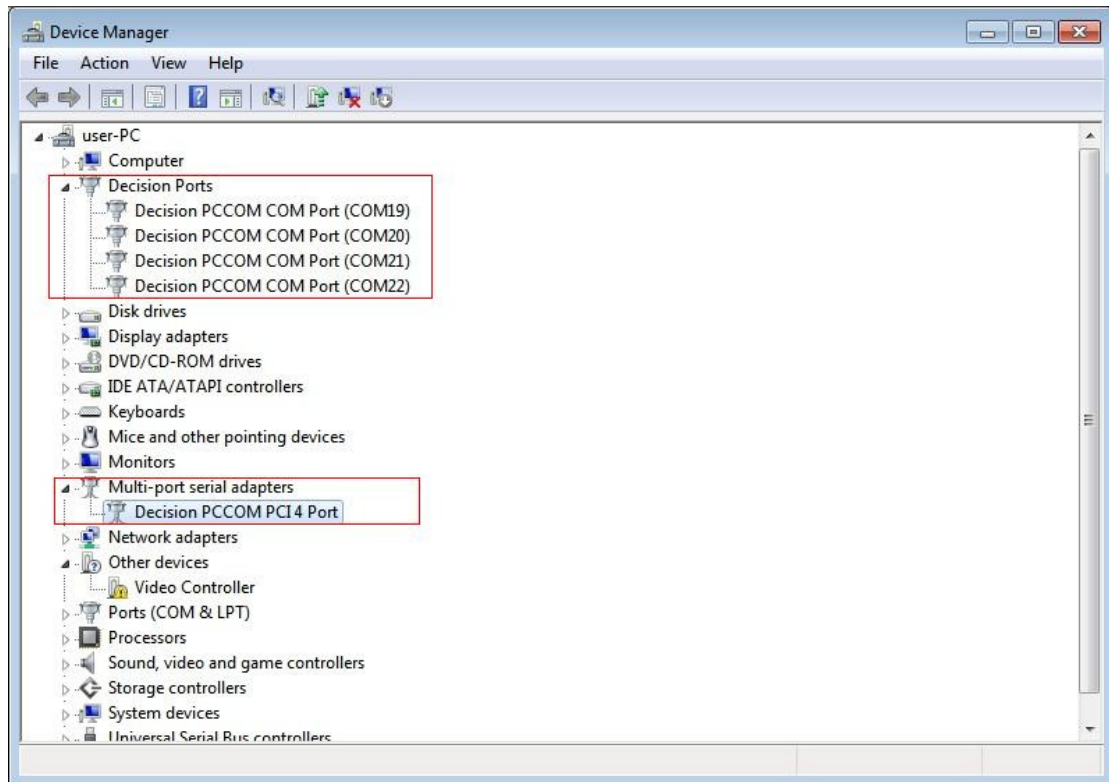 Device Manager
File Action View Help
user-PC
Computer
Decision Ports
Decision PCCOM COM Port (COM19)
Decision PCCOM COM Port (COM20)
Decision PCCOM COM Port (COM21)
Decision PCCOM COM Port (COM22)
Disk drives
Display adapters
DVD/CD-ROM drives
IDE ATA/ATAPI controllers
Keyboards
Mice and other pointing devices
Monitors
Multi-port serial adapters
Decision PCCOM PCI 4 Port
Network adapters
Other devices
Video Controller
Ports (COM & LPT)
Processors
Sound, video and game controllers
Storage controllers
System devices
Universal Serial Bus controllers